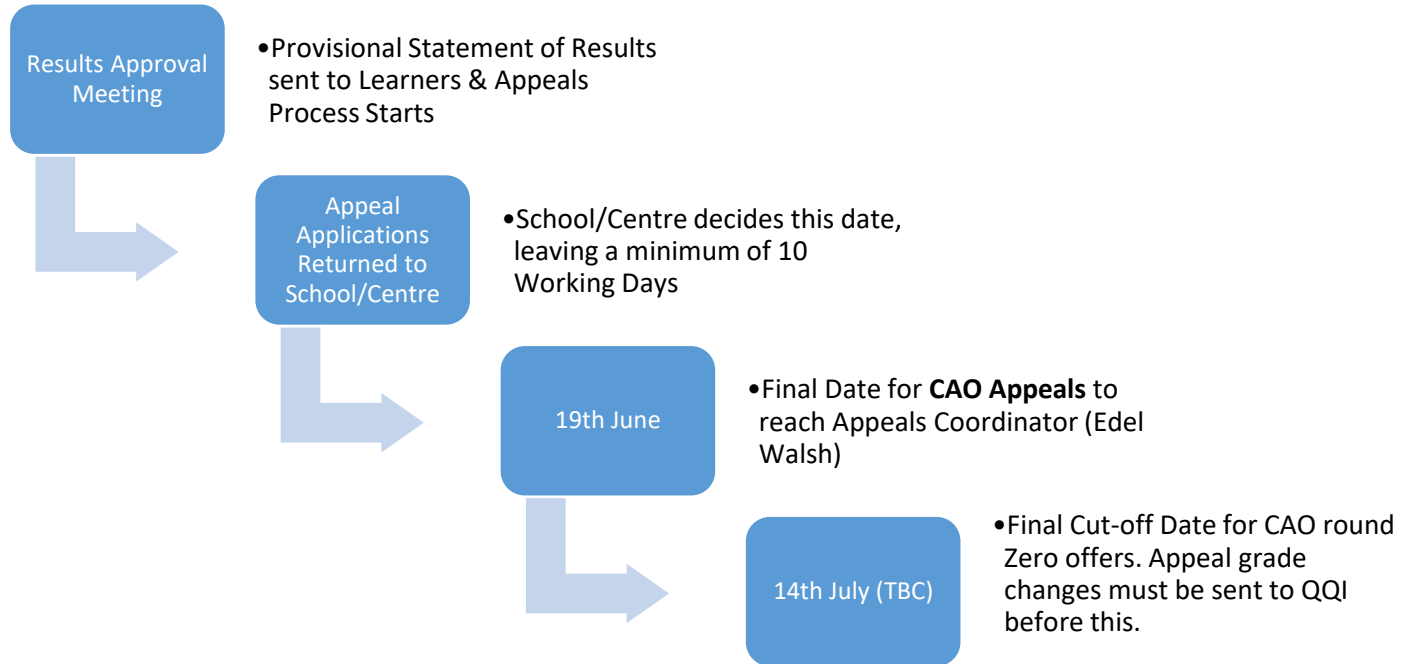 Results Approval
Meeting
•Provisional Statement of Results
sent to Learners & Appeals
Process Starts
Appeal
Applications
Returned to
School/Centre
•School/Centre decides this date,
leaving a minimum of 10
Working Days
19th June
•Final Date for CAO Appeals to
reach Appeals Coordinator (Edel
Walsh)
14th July (TBC)
•Final Cut-off Date for CAO round
Zero offers. Appeal grade
changes must be sent to QQI
before this.